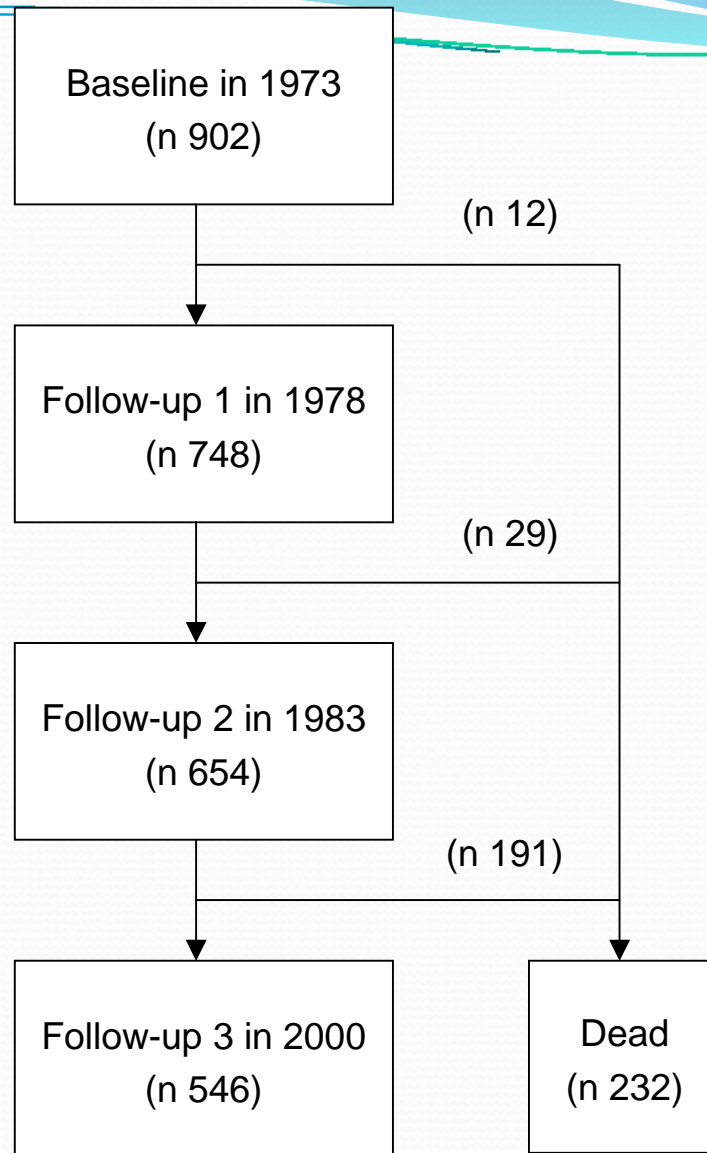 Baseline in 1973
(n 902)
(n 12)
Follow-up 1 in 1978
(n 748)
(n 29)
Follow-up 2 in 1983
(n 654)
(n 191)
Follow-up 3 in 2000
(n 546)
Dead
(n 232)